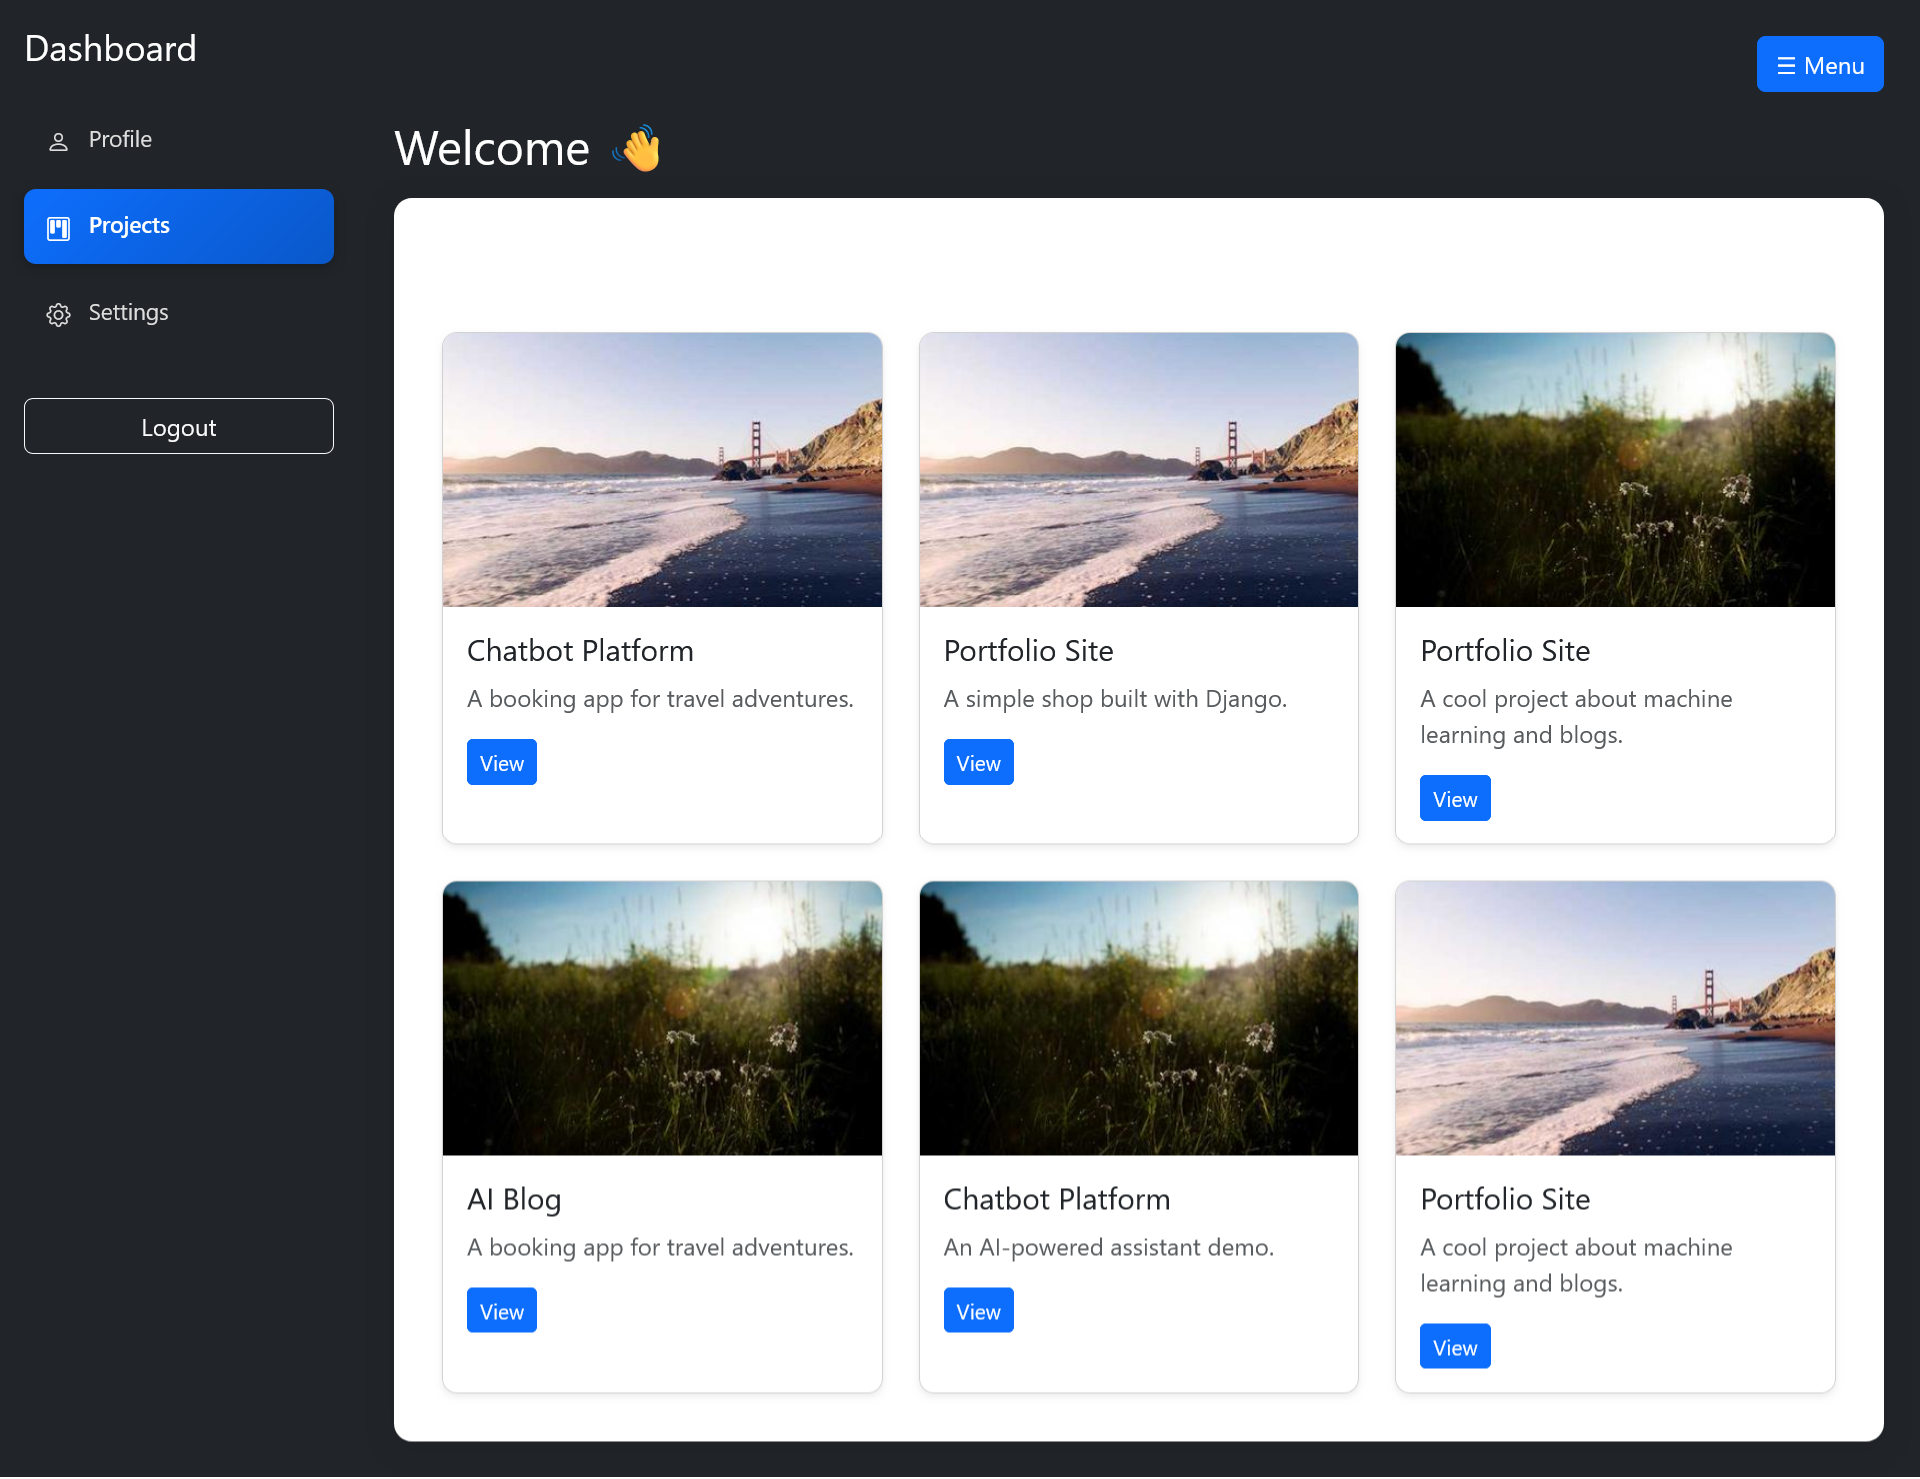 Dashboard
☰ Menu
Profile
Projects
Settings
Logout
Welcome 👋
Chatbot Platform
A booking app for travel adventures.
View
Portfolio Site
A simple shop built with Django.
View
Portfolio Site
A cool project about machine
learning and blogs.
View
AI Blog
A booking app for travel adventures.
View
Chatbot Platform
An AI-powered assistant demo.
View
Portfolio Site
A cool project about machine
learning and blogs.
View